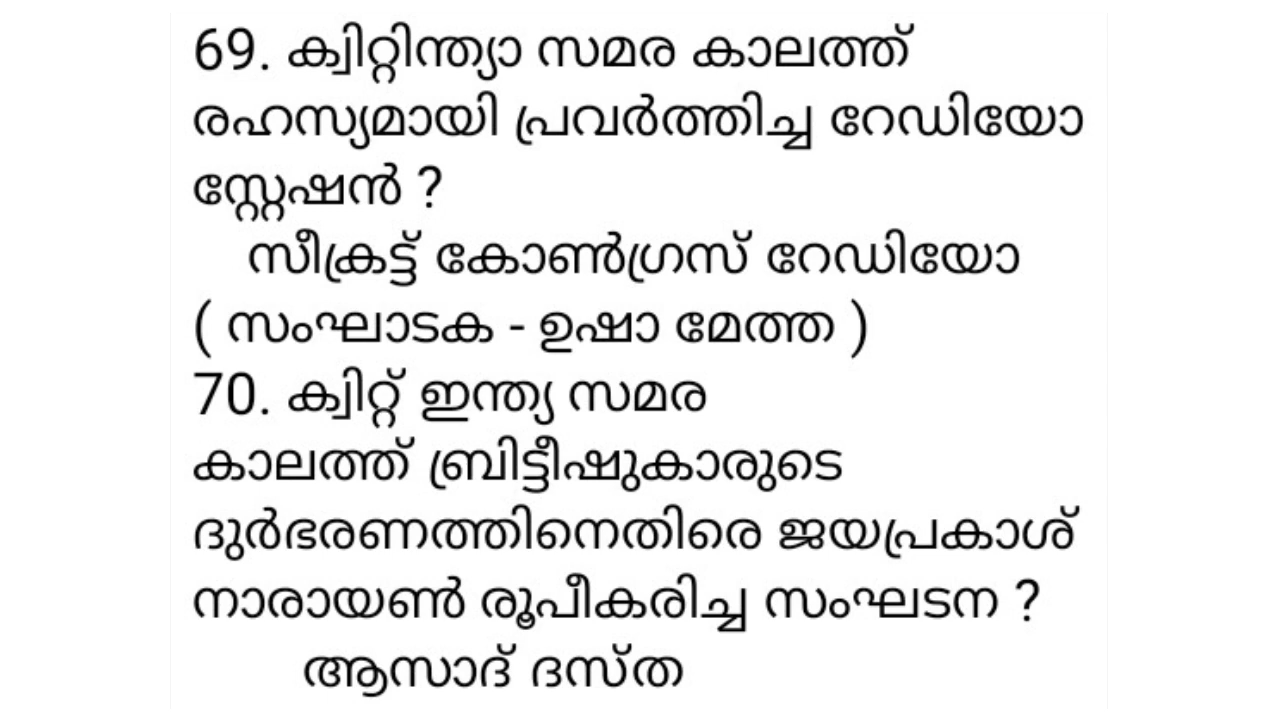 69. ക്വിറ്റിന്ത്യാ സമര കാലത്ത്
രഹസ്യമായി പ്രവർത്തിച്ച റേഡിയോ
സ്റ്റേഷൻ ?
സീക്രട്ട് കോൺഗ്രസ് റേഡിയോ
( സംഘാടക - ഉഷാ മേത്ത )
70. ക്വിറ്റ് ഇന്ത്യ സമര
കാലത്ത് ബ്രിട്ടീഷുകാരുടെ
ദുർഭരണത്തിനെതിരെ ജയപ്രകാശ്
നാരായൺ രൂപീകരിച്ച സംഘടന ?
ആസാദ് ദസ്ത